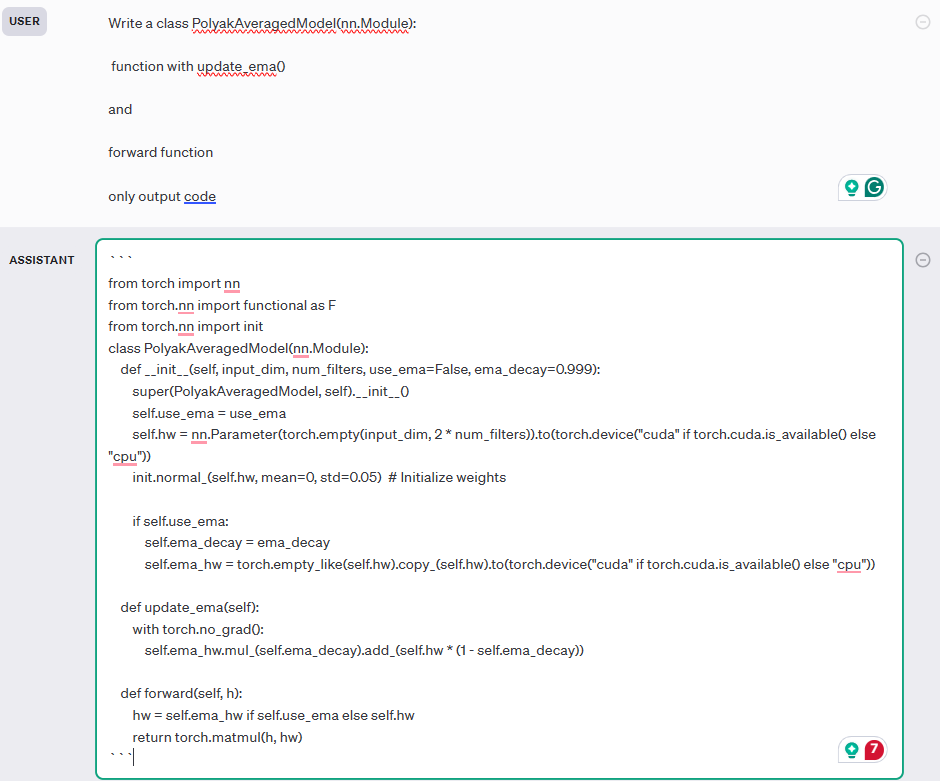 USER
Write a class PolyakAveragedModel(nn.Module):
function with update_ema()
and
forward function
only output code
ASSISTANT
```
from torch import nn
from torch.nn import functional as F
from torch.nn import init
class PolyakAveragedModel(nn.Module):
    def __init__(self, input_dim, num_filters, use_ema=False, ema_decay=0.999):
        super(PolyakAveragedModel, self).__init__()
        self.use_ema = use_ema
        self.hw = nn.Parameter(torch.empty(input_dim, 2 * num_filters)).to(torch.device("cuda" if torch.cuda.is_available() else
"cpu"))
        init.normal_(self.hw, mean=0, std=0.05)  # Initialize weights
        if self.use_ema:
            self.ema_decay = ema_decay
            self.ema_hw = torch.empty_like(self.hw).copy_(self.hw).to(torch.device("cuda" if torch.cuda.is_available() else "cpu"))
    def update_ema(self):
        with torch.no_grad():
            self.ema_hw.mul_(self.ema_decay).add_(self.hw * (1 - self.ema_decay))
    def forward(self, h):
        hw = self.ema_hw if self.use_ema else self.hw
        return torch.matmul(h, hw)
```
7